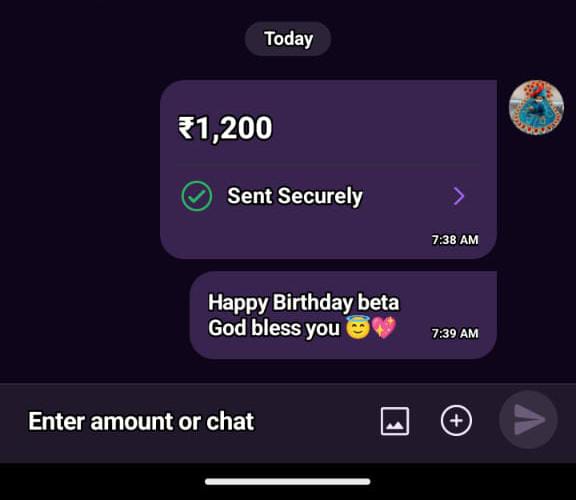 Today
₹1,200
Sent Securely
7:38 AM
Happy Birthday beta
God bless you 😇💖
7:39 AM
Enter amount or chat